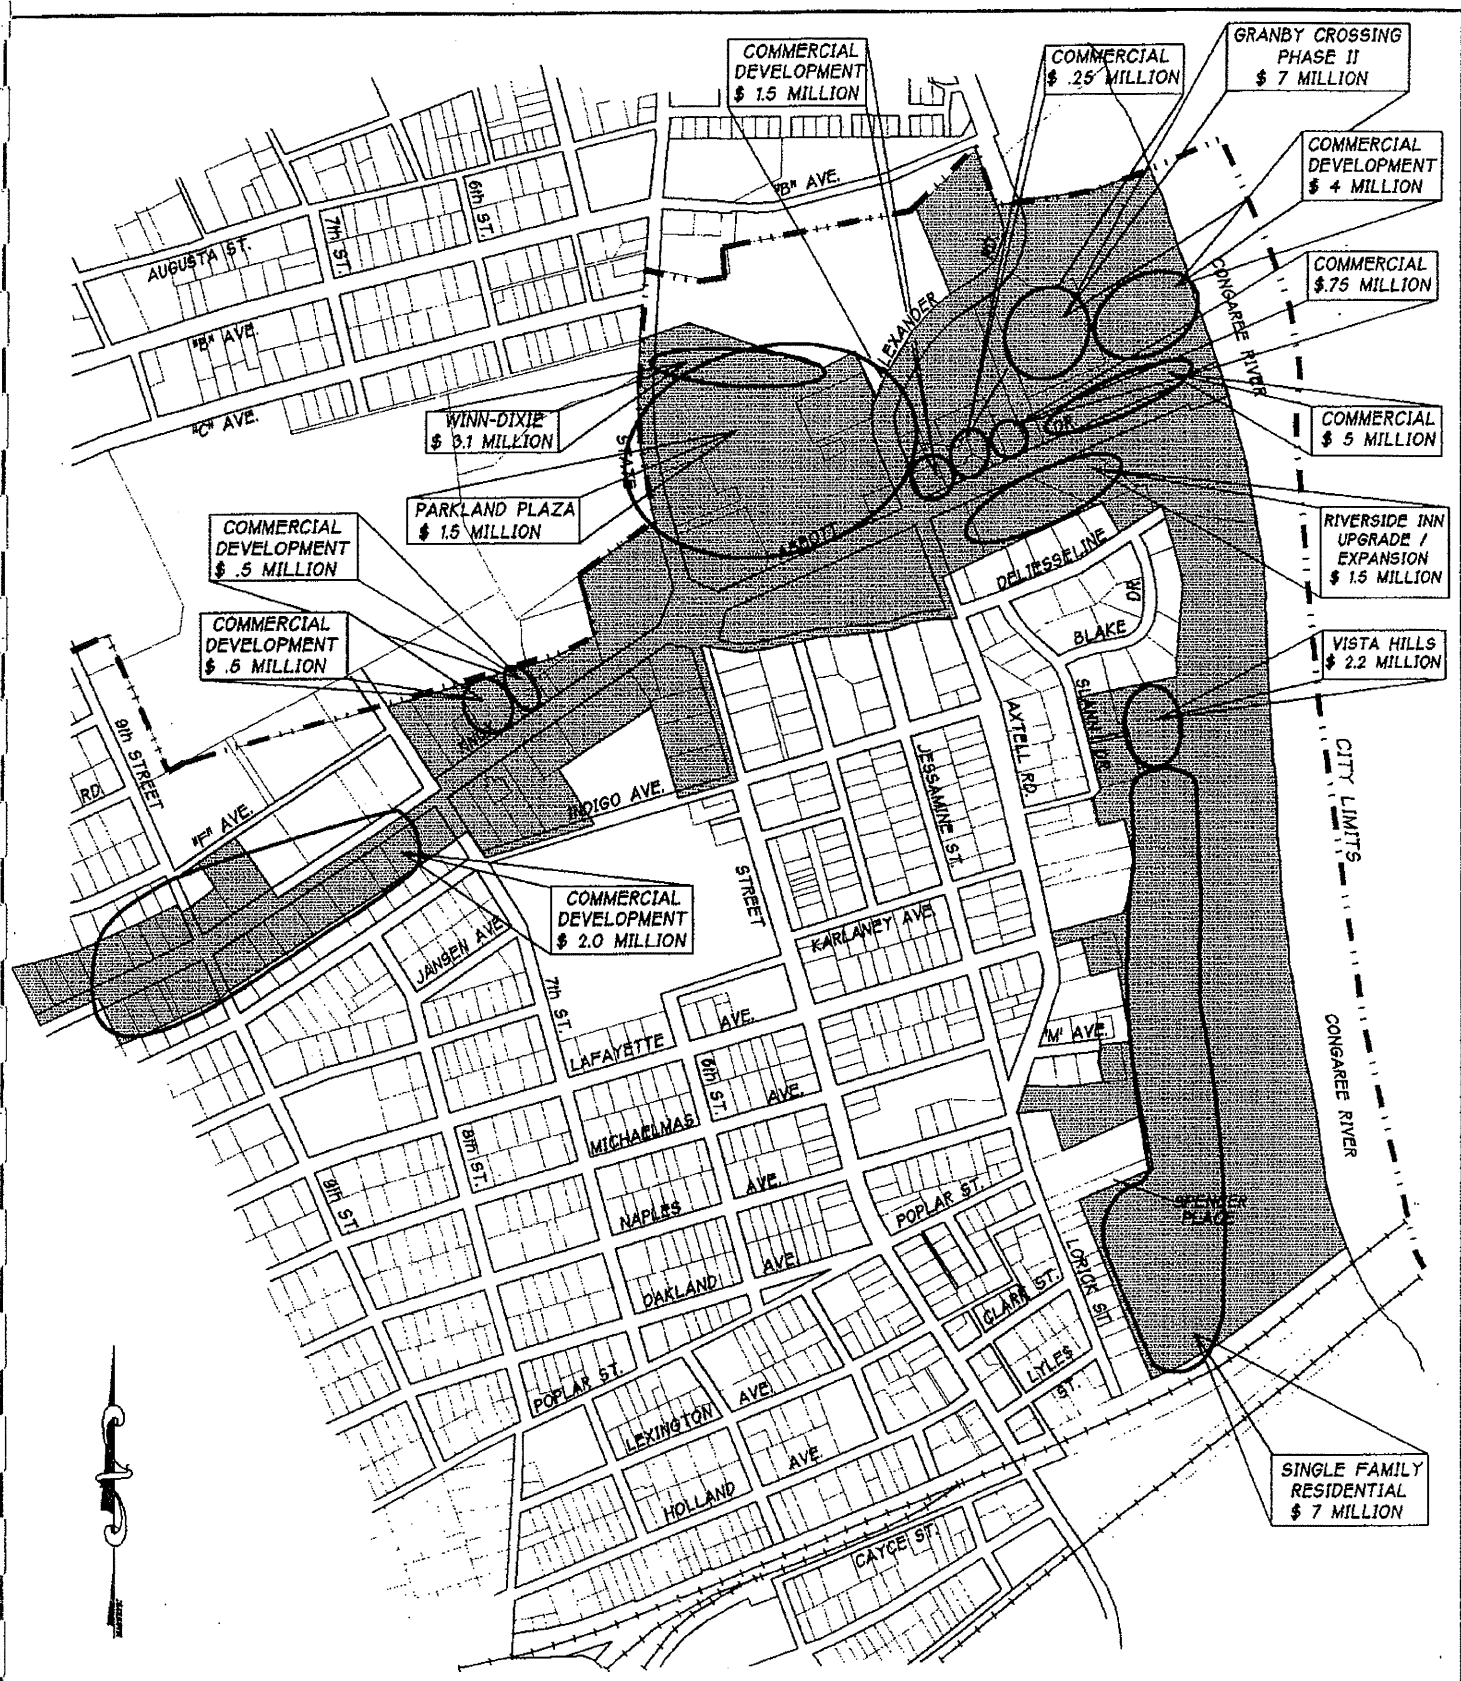 COMMERCIAL
DEVELOPMENT
$ 1.5 MILLION
COMMERCIAL
$ .25 MILLION
GRANBY CROSSING
PHASE II
$ 7 MILLION
COMMERCIAL
DEVELOPMENT
$ 4 MILLION
"B" AVE.
6th ST.
7th ST.
AUGUSTA ST.
RD.
CONGAREE RIVER
COMMERCIAL
$.75 MILLION
LEXANDER
"B" AVE.
"C" AVE.
WINN-DIXIE
$ 3.1 MILLION
STATE
DR.
COMMERCIAL
$ 5 MILLION
PARKLAND PLAZA
$ 1.5 MILLION
ABBOTT
COMMERCIAL
DEVELOPMENT
$ .5 MILLION
RIVERSIDE INN
UPGRADE /
EXPANSION
$ 1.5 MILLION
DELIESSELINE
DR.
BLAKE
COMMERCIAL
DEVELOPMENT
$ .5 MILLION
VISTA HILLS
$ 2.2 MILLION
KNOX
9th STREET
RD.
"F" AVE.
INDIGO AVE.
JESSAMINE ST.
AXTELL RD.
CITY LIMITS
COMMERCIAL
DEVELOPMENT
$ 2.0 MILLION
STREET
KARLANEY AVE.
JANSEN AVE.
7th ST.
LAFAYETTE
AVE.
"M" AVE.
CONGAREE RIVER
6th ST.
AVE.
MICHAELMAS
8th ST.
9th ST.
NAPLES
AVE.
POPLAR ST.
SPENCER
PLACE
OAKLAND
AVE.
LORICK ST.
CLARK ST.
POPLAR ST.
LEXINGTON
AVE.
LYLES
ST.
HOLLAND
AVE.
CAYCE ST.
SINGLE FAMILY
RESIDENTIAL
$ 7 MILLION